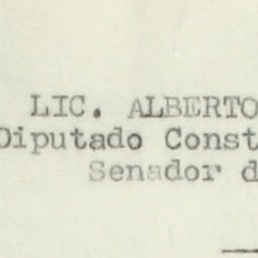 LIC. ALBERTO
Diputado Const
Senador d